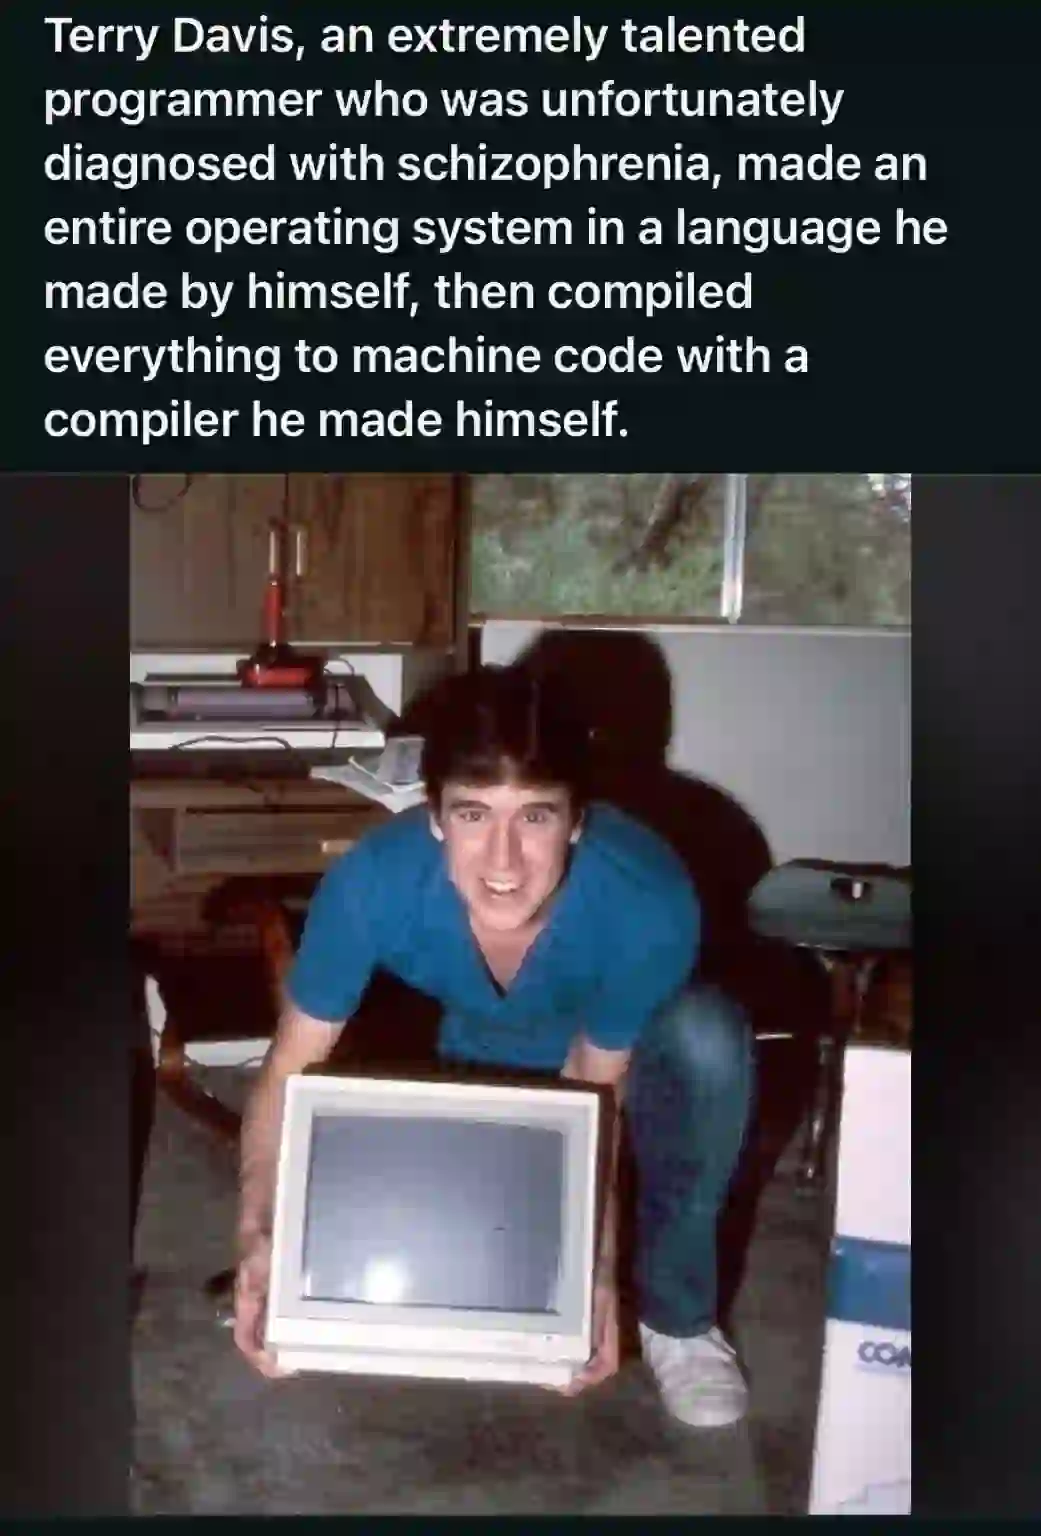 Terry Davis, an extremely talented
programmer who was unfortunately
diagnosed with schizophrenia, made an
entire operating system in a language he
made by himself, then compiled
everything to machine code with a
compiler he made himself.
COM